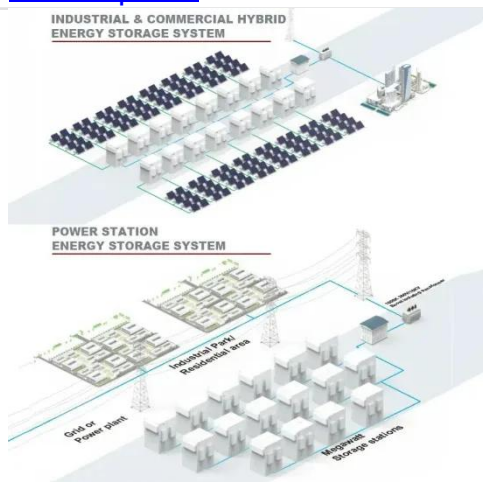 INDUSTRIAL & COMMERCIAL HYBRID
ENERGY STORAGE SYSTEM
POWER STATION
ENERGY STORAGE SYSTEM
Industrial Park/
Residential area
Grid or
Power plant
Megawatt
Storage stations